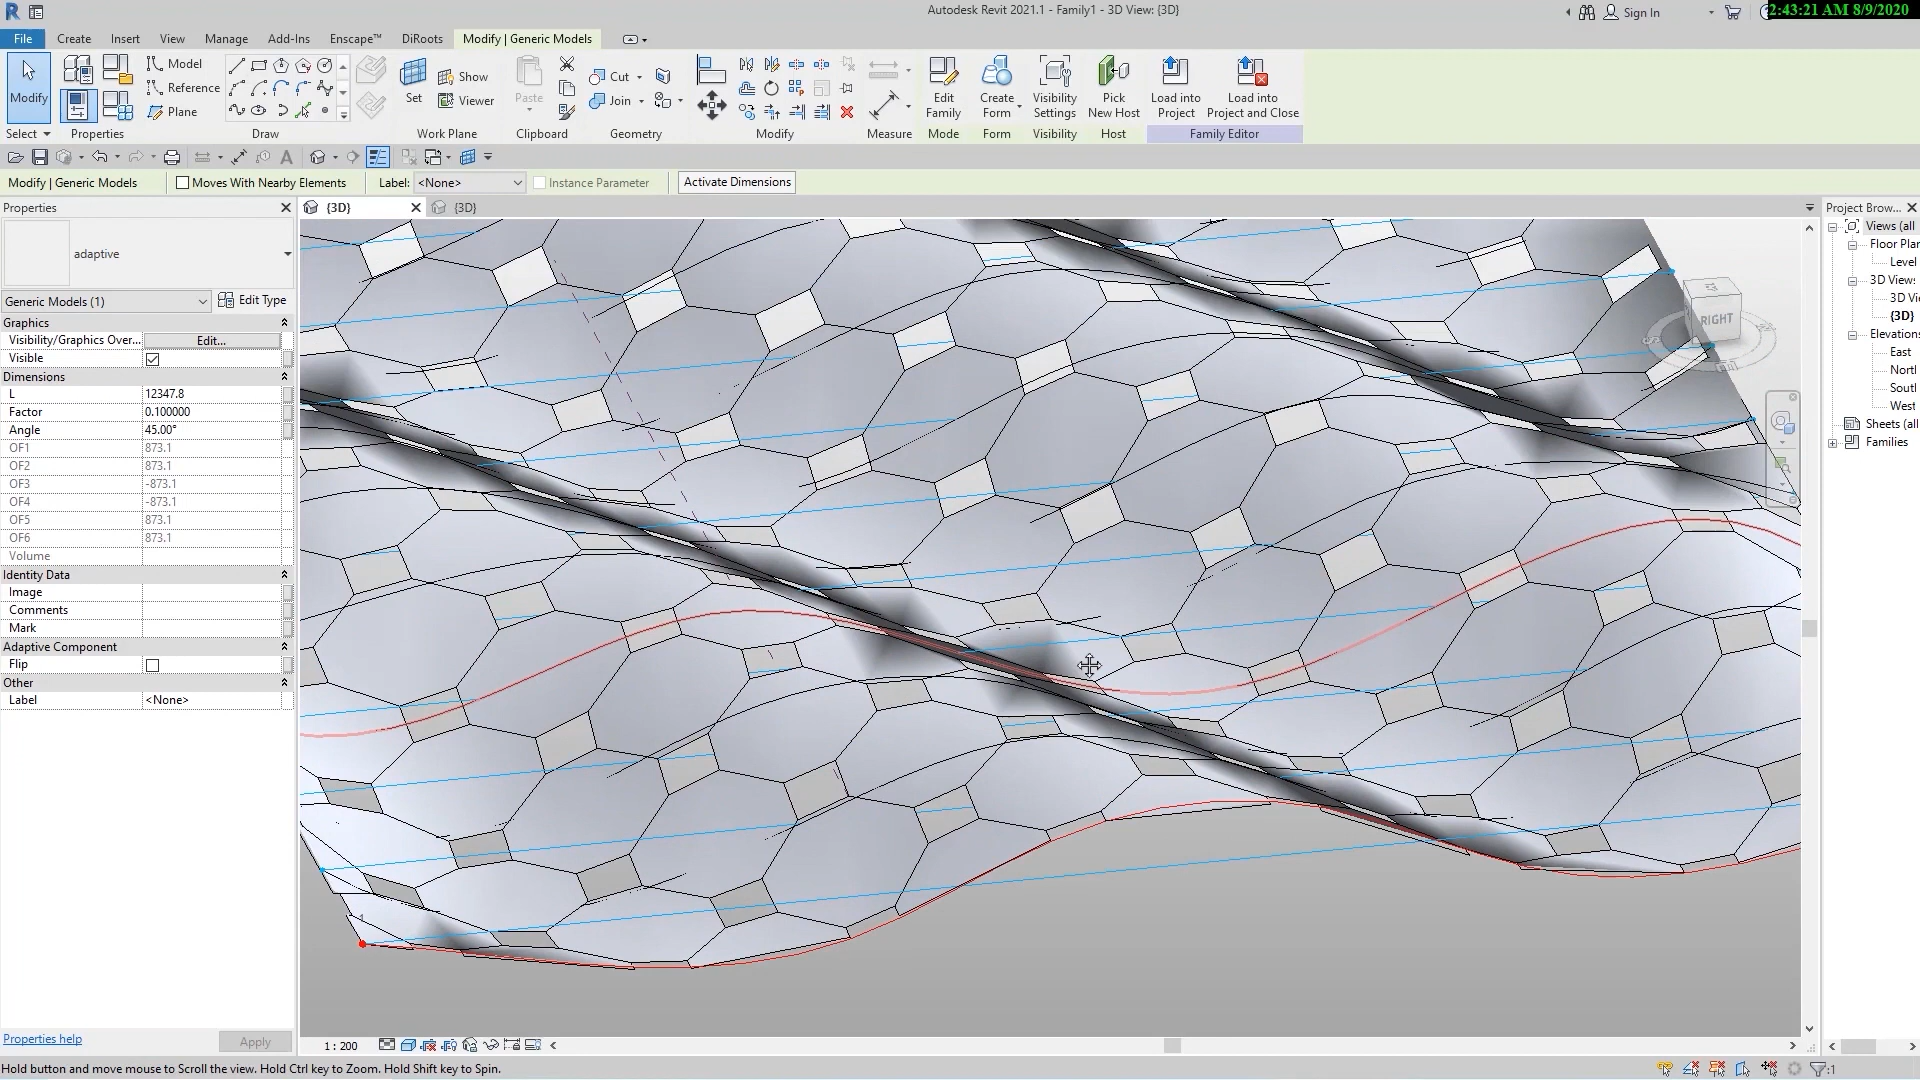 Autodesk Revit 2021.1 - Family1 - 3D View: {3D}
Sign In
2:43:21 AM 8/9/2020
File Create Insert View Manage Add-Ins Enscape™ DiRoots Modify | Generic Models
Modify
Model
Reference
Plane
Set
Show
Viewer
Paste
Cut
Join
Edit Family
Create Form
Visibility Settings
Pick New Host
Load into Project
Load into Project and Close
Select Properties Draw Work Plane Clipboard Geometry Modify Measure Mode Form Visibility Host Family Editor
Modify | Generic Models Moves With Nearby Elements Label: <None> Instance Parameter Activate Dimensions
Properties
{3D}
{3D}
Project Brow...
adaptive
Generic Models (1) Edit Type
Graphics
Visibility/Graphics Over... Edit...
Visible
Dimensions
L 12347.8
Factor 0.100000
Angle 45.00°
OF1 873.1
OF2 873.1
OF3 -873.1
OF4 -873.1
OF5 873.1
OF6 873.1
Volume
Identity Data
Image
Comments
Mark
Adaptive Component
Flip
Other
Label <None>
Properties help Apply
RIGHT
1
Views (all
Floor Plan
Level
3D Views
3D Vi
{3D}
Elevations
East
North
South
West
Sheets (all
Families
1 : 200
Hold button and move mouse to Scroll the view. Hold Ctrl key to Zoom. Hold Shift key to Spin.
:1